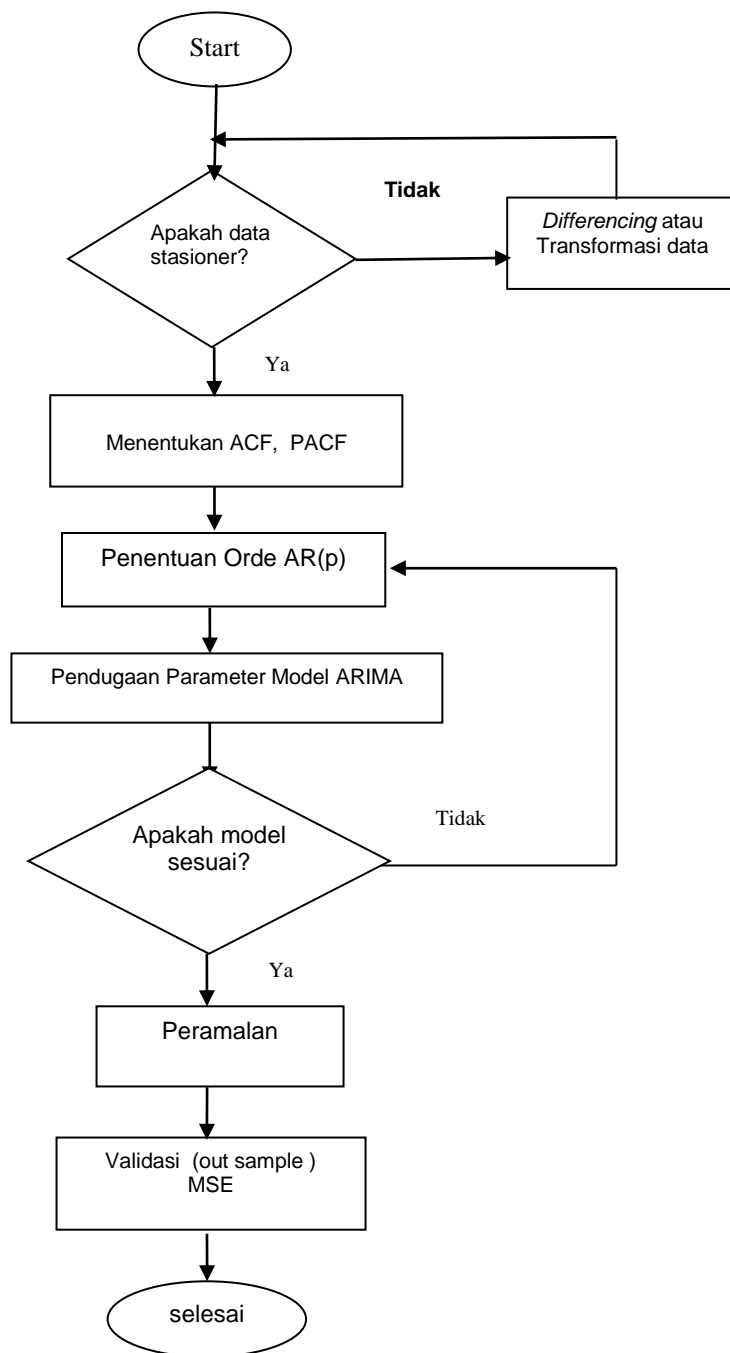 Start
Tidak
Differencing atau
Transformasi data
Apakah data
stasioner?
Ya
Menentukan ACF, PACF
Penentuan Orde AR(p)
Pendugaan Parameter Model ARIMA
Apakah model
sesuai?
Tidak
Ya
Peramalan
Validasi (out sample )
MSE
selesai